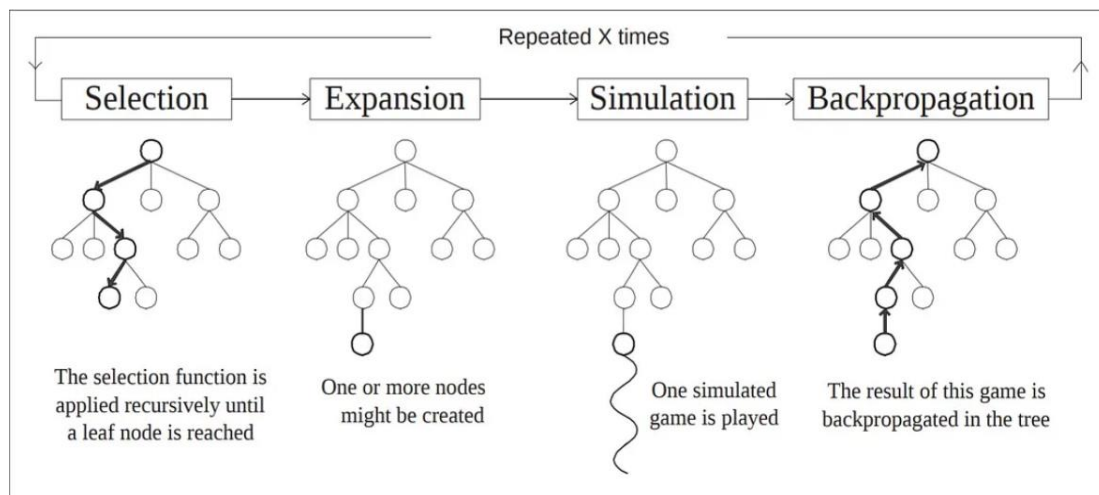 Repeated X times
Selection
Expansion
Simulation
Backpropagation
The selection function is
applied recursively until
a leaf node is reached
One or more nodes
might be created
One simulated
game is played
The result of this game is
backpropagated in the tree